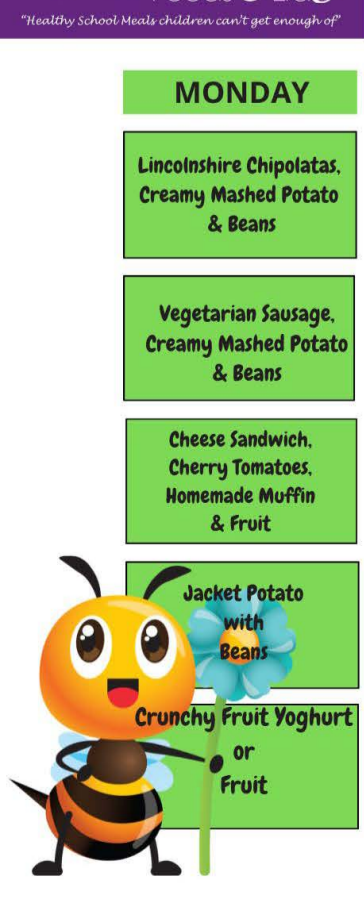 "Healthy School Meals children can't get enough of"
MONDAY
Lincolnshire Chipolatas,
Creamy Mashed Potato
& Beans
Vegetarian Sausage,
Creamy Mashed Potato
& Beans
Cheese Sandwich,
Cherry Tomatoes,
Homemade Muffin
& Fruit
Jacket Potato
with
Beans
Crunchy Fruit Yoghurt
or
Fruit